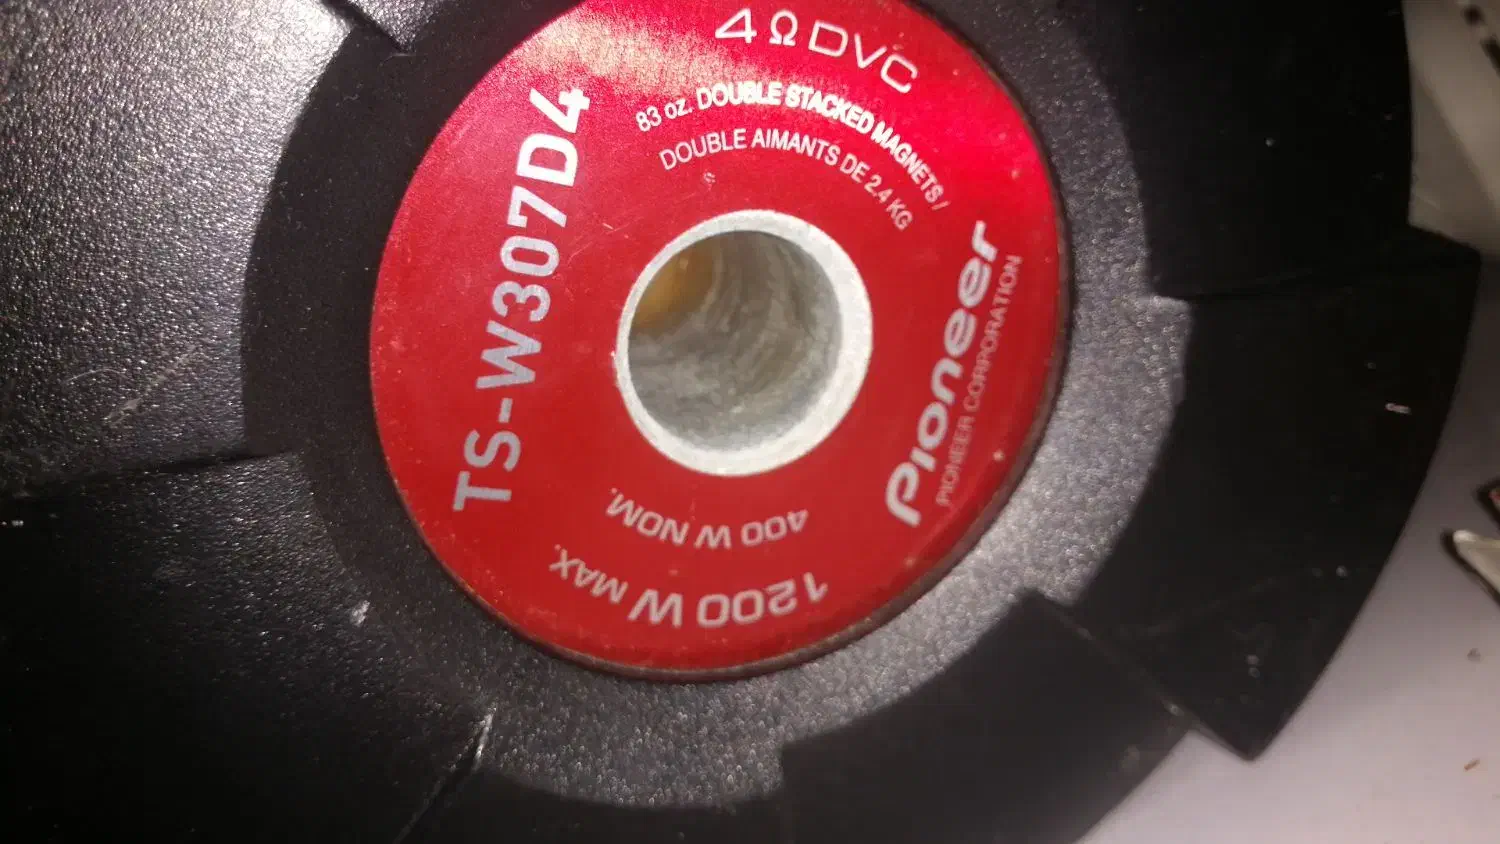 4 Ω DVC
83 oz. DOUBLE STACKED MAGNETS /
DOUBLE AIMANTS DE 2.4 KG
TS-W307D4
Pioneer
PIONEER CORPORATION
400 W NOM.
1200 W MAX.